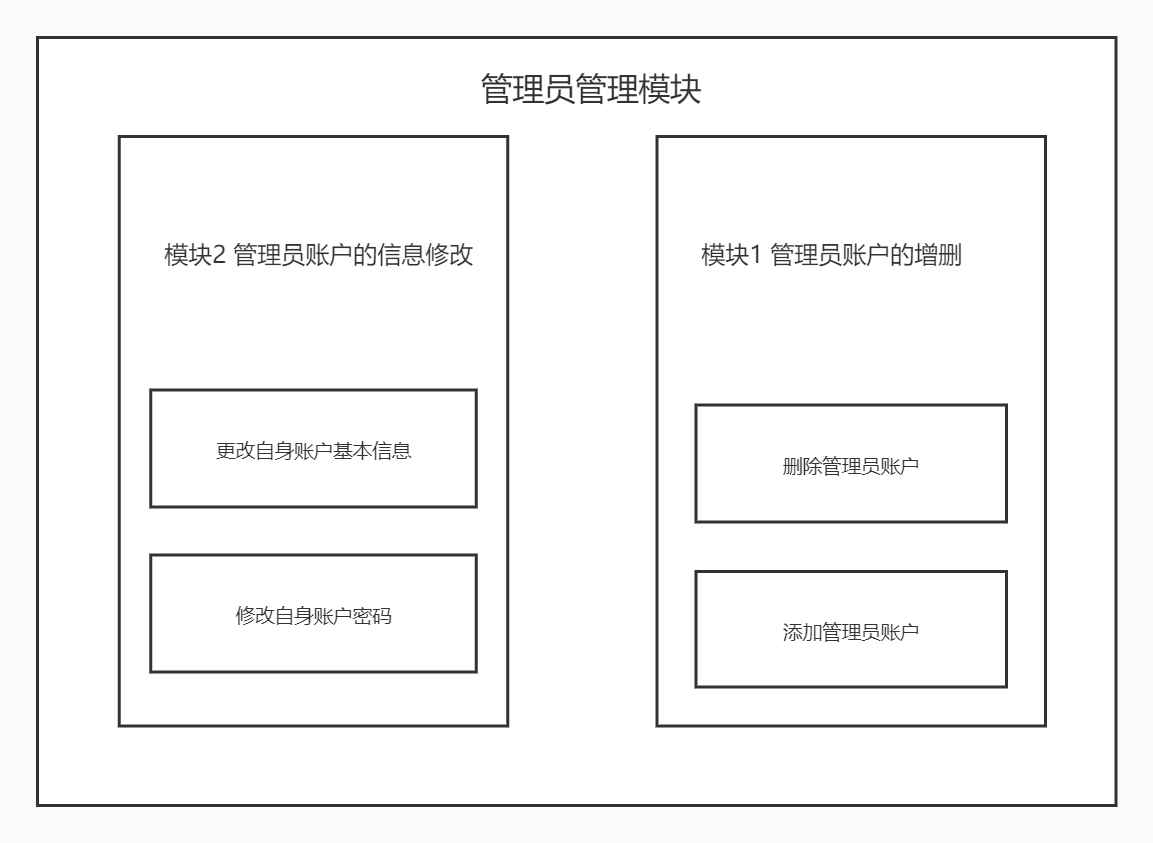 管理员管理模块
模块2 管理员账户的信息修改
更改自身账户基本信息
修改自身账户密码
模块1 管理员账户的增删
删除管理员账户
添加管理员账户